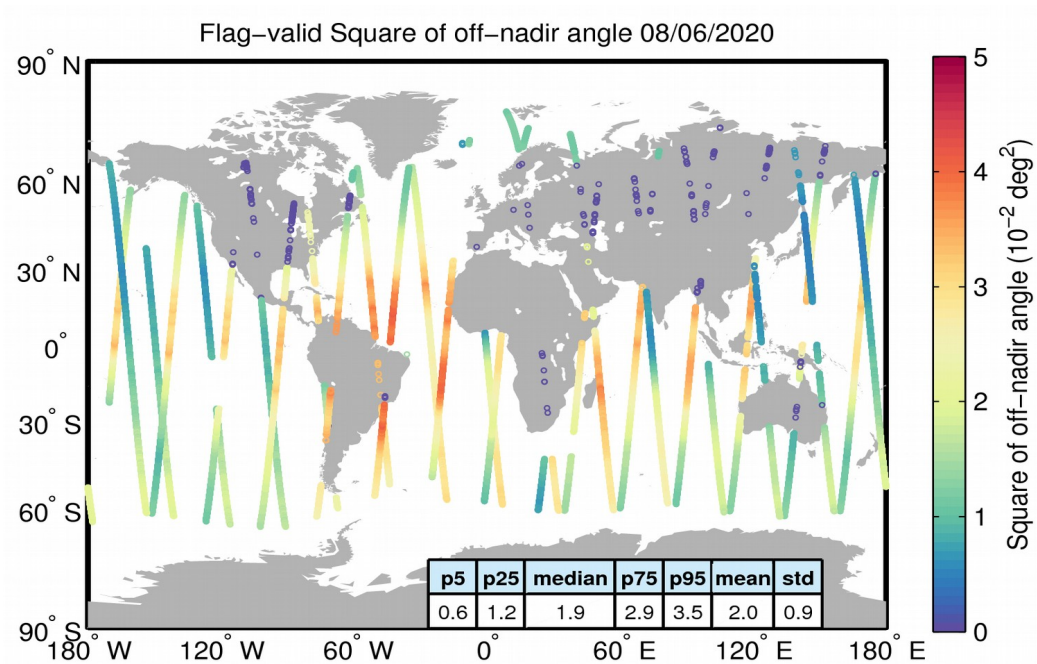 Flag−valid Square of off−nadir angle 08/06/2020
90° N
60° N
30° N
0°
30° S
60° S
90° S
180° W
120° W
60° W
0°
60° E
120° E
180° E
p5 p25 median p75 p95 mean std
0.6 1.2 1.9 2.9 3.5 2.0 0.9
5
4
3
2
1
0
Square of off−nadir angle (10⁻² deg²)